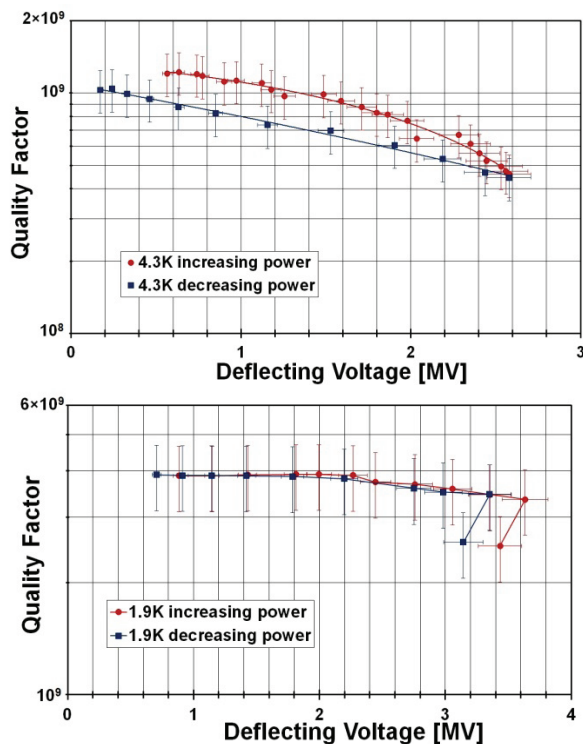 2×10⁹
10⁹
Quality Factor
4.3K increasing power
4.3K decreasing power
10⁸
0 1 2 3
Deflecting Voltage [MV]
6×10⁹
Quality Factor
1.9K increasing power
1.9K decreasing power
10⁹
0 1 2 3 4
Deflecting Voltage [MV]